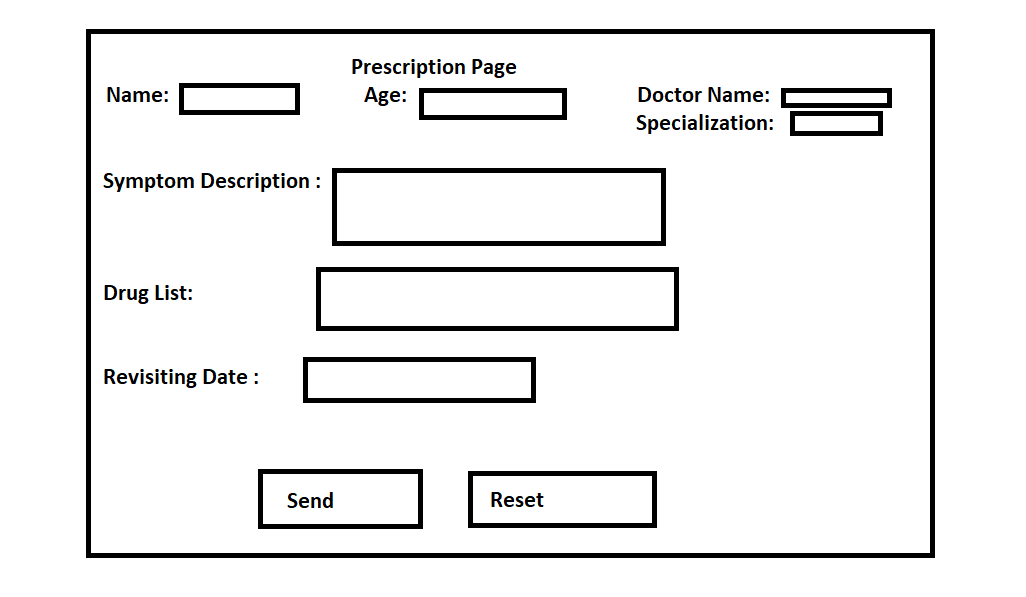 Prescription Page
Name:
Age:
Doctor Name:
Specialization:
Symptom Description :
Drug List:
Revisiting Date :
Send
Reset